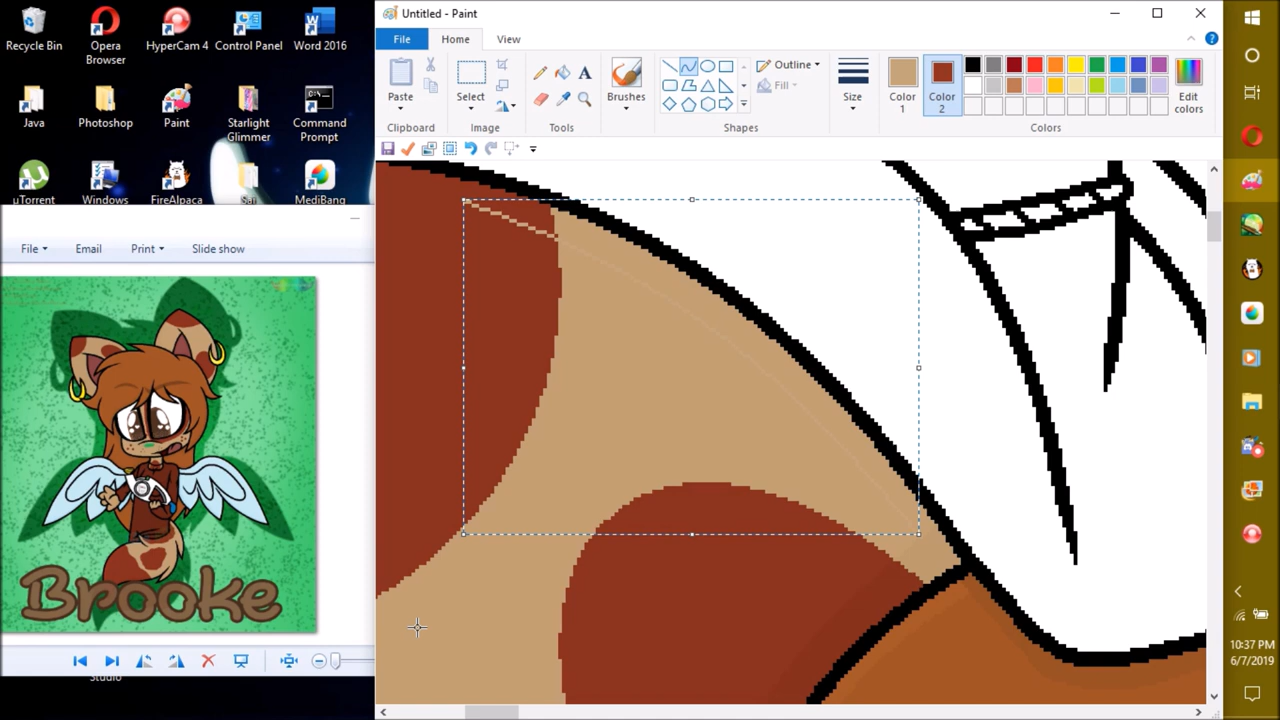 Untitled - Paint
File
Home
View
Paste
Select
Clipboard
Image
Tools
Brushes
Shapes
Outline
Fill
Size
Color 1
Color 2
Edit colors
Colors
Recycle Bin
Opera Browser
HyperCam 4
Control Panel
Word 2016
Java
Photoshop
Paint
Starlight Glimmer
Command Prompt
uTorrent
Windows
FireAlpaca
Sai
MediBang
File
Email
Print
Slide show
Brooke
Studio
10:37 PM
6/7/2019